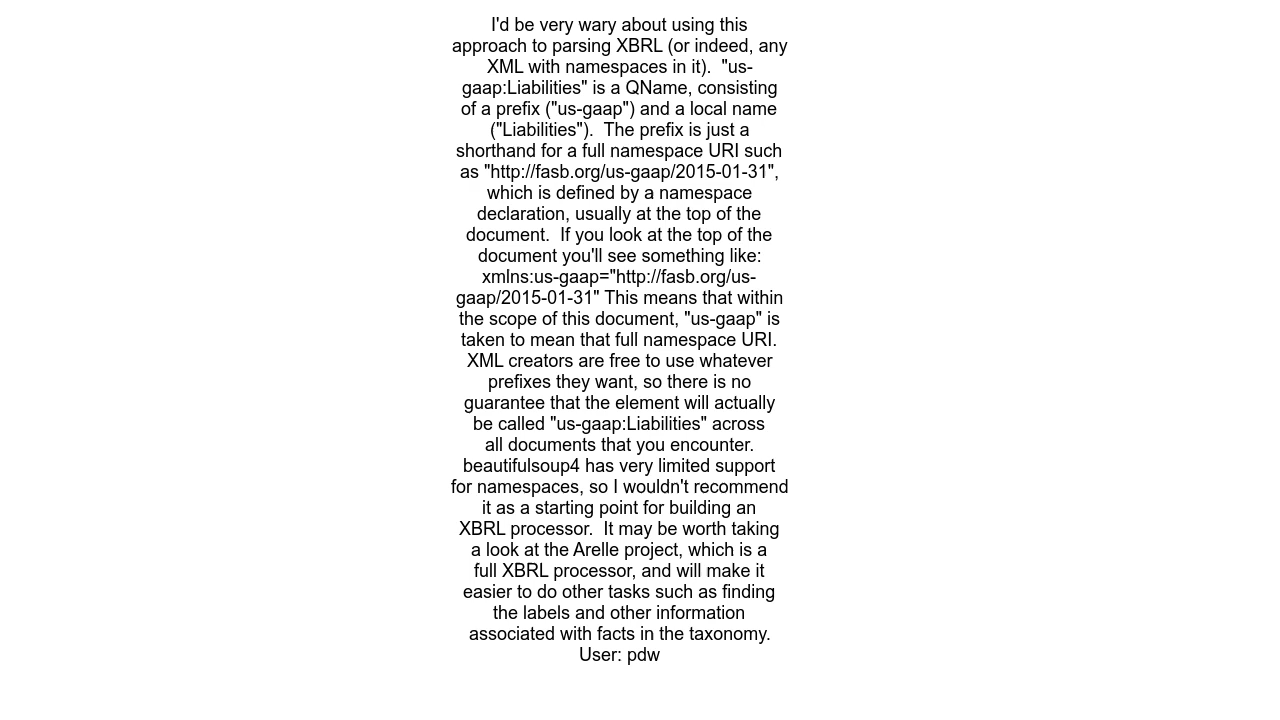 I'd be very wary about using this
approach to parsing XBRL (or indeed, any
XML with namespaces in it).  "us-
gaap:Liabilities" is a QName, consisting
of a prefix ("us-gaap") and a local name
("Liabilities").  The prefix is just a
shorthand for a full namespace URI such
as "http://fasb.org/us-gaap/2015-01-31",
which is defined by a namespace
declaration, usually at the top of the
document.  If you look at the top of the
document you'll see something like:
xmlns:us-gaap="http://fasb.org/us-
gaap/2015-01-31" This means that within
the scope of this document, "us-gaap" is
taken to mean that full namespace URI.
XML creators are free to use whatever
prefixes they want, so there is no
guarantee that the element will actually
be called "us-gaap:Liabilities" across
all documents that you encounter.
beautifulsoup4 has very limited support
for namespaces, so I wouldn't recommend
it as a starting point for building an
XBRL processor.  It may be worth taking
a look at the Arelle project, which is a
full XBRL processor, and will make it
easier to do other tasks such as finding
the labels and other information
associated with facts in the taxonomy.
User: pdw